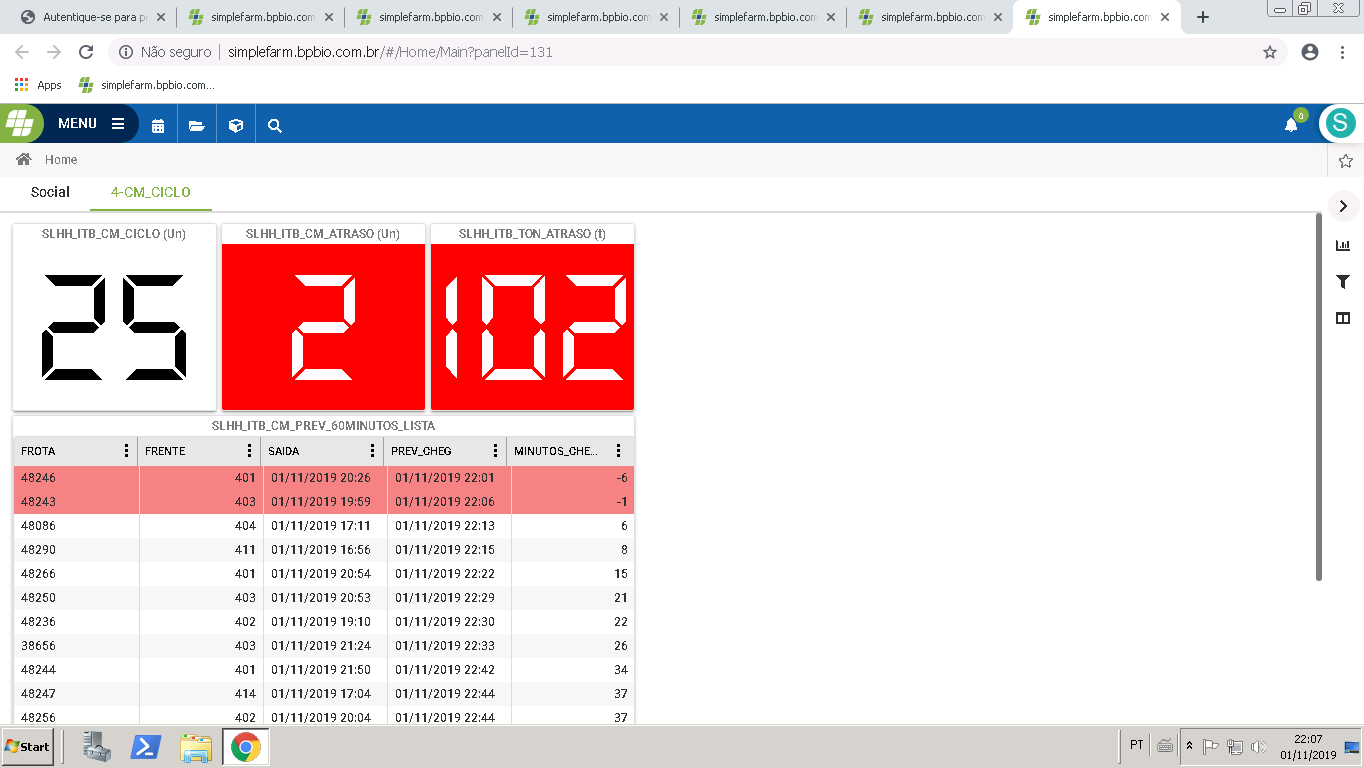 Autentique-se para pr
simplefarm.bpbio.com.
simplefarm.bpbio.com.
simplefarm.bpbio.com.
simplefarm.bpbio.com.
simplefarm.bpbio.com.
simplefarm.bpbio.com
Não seguro | simplefarm.bpbio.com.br/#/Home/Main?panelId=131
Apps simplefarm.bpbio.com...
MENU 0 S
Home
Social 4-CM_CICLO
SLHH_ITB_CM_CICLO (Un) SLHH_ITB_CM_ATRASO (Un) SLHH_ITB_TON_ATRASO (t)
25 2 102
SLHH_ITB_CM_PREV_60MINUTOS_LISTA
FROTA FRENTE SAIDA PREV_CHEG MINUTOS_CHE...
48246 401 01/11/2019 20:26 01/11/2019 22:01 -6
48243 403 01/11/2019 19:59 01/11/2019 22:06 -1
48086 404 01/11/2019 17:11 01/11/2019 22:13 6
48290 411 01/11/2019 16:56 01/11/2019 22:15 8
48266 401 01/11/2019 20:54 01/11/2019 22:22 15
48250 403 01/11/2019 20:53 01/11/2019 22:29 21
48236 402 01/11/2019 19:10 01/11/2019 22:30 22
38656 403 01/11/2019 21:24 01/11/2019 22:33 26
48244 401 01/11/2019 21:50 01/11/2019 22:42 34
48247 414 01/11/2019 17:04 01/11/2019 22:44 37
48256 402 01/11/2019 20:04 01/11/2019 22:44 37
Start PT 22:07
01/11/2019